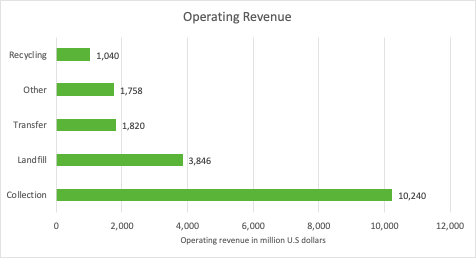 Operating Revenue
Recycling 1,040
Other 1,758
Transfer 1,820
Landfill 3,846
Collection 10,240
0 2,000 4,000 6,000 8,000 10,000 12,000
Operating revenue in million U.S dollars